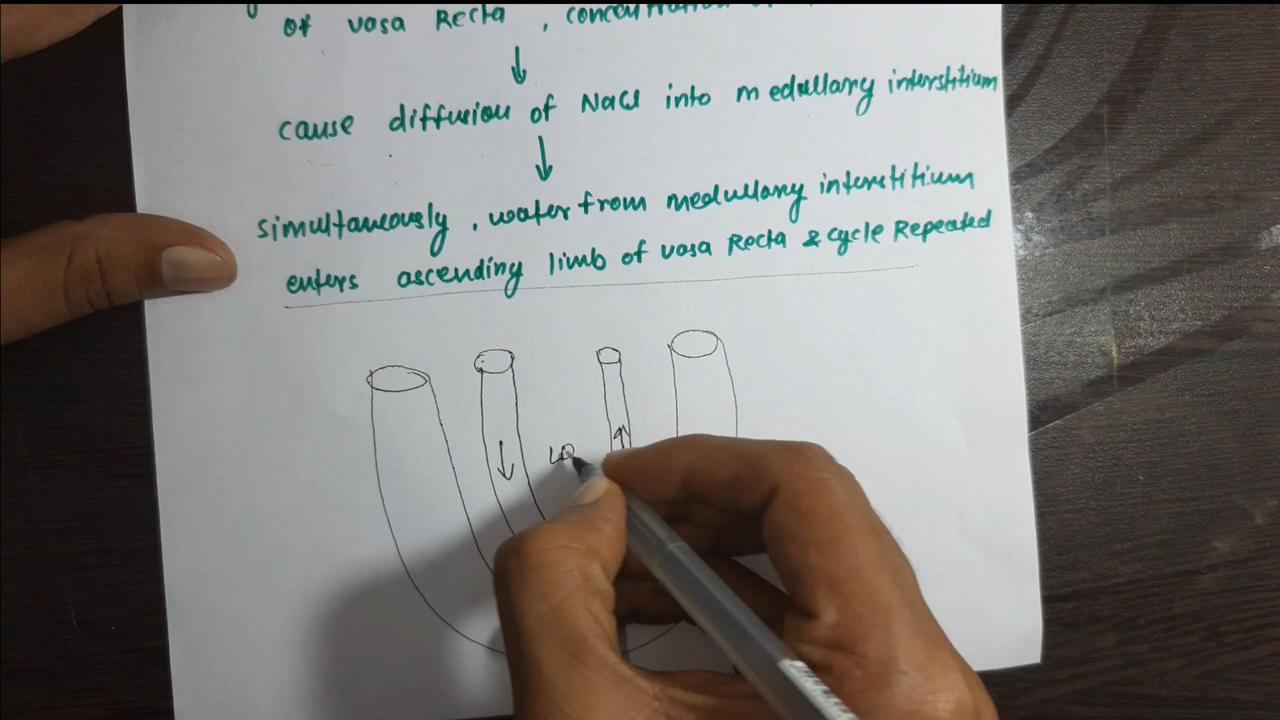 of vasa Recta , concentration
↓
cause diffusion of NaCl into medullary interstitium
↓
simultaneously , water from medullary interstitium
enters ascending limb of vasa Recta & cycle Repeated